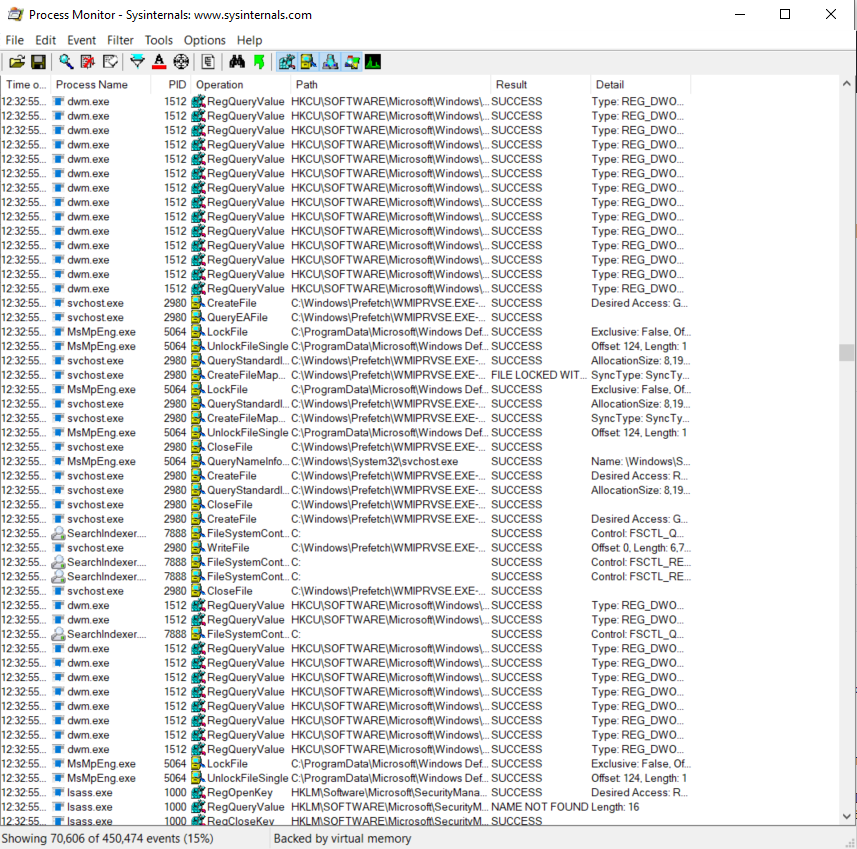 Process Monitor - Sysinternals: www.sysinternals.com
File Edit Event Filter Tools Options Help
Time o... Process Name PID Operation Path Result Detail
12:32:55... dwm.exe 1512 RegQueryValue HKCU\SOFTWARE\Microsoft\Windows\... SUCCESS Type: REG_DWO...
12:32:55... dwm.exe 1512 RegQueryValue HKCU\SOFTWARE\Microsoft\Windows\... SUCCESS Type: REG_DWO...
12:32:55... dwm.exe 1512 RegQueryValue HKCU\SOFTWARE\Microsoft\Windows\... SUCCESS Type: REG_DWO...
12:32:55... dwm.exe 1512 RegQueryValue HKCU\SOFTWARE\Microsoft\Windows\... SUCCESS Type: REG_DWO...
12:32:55... dwm.exe 1512 RegQueryValue HKCU\SOFTWARE\Microsoft\Windows\... SUCCESS Type: REG_DWO...
12:32:55... dwm.exe 1512 RegQueryValue HKCU\SOFTWARE\Microsoft\Windows\... SUCCESS Type: REG_DWO...
12:32:55... dwm.exe 1512 RegQueryValue HKCU\SOFTWARE\Microsoft\Windows\... SUCCESS Type: REG_DWO...
12:32:55... dwm.exe 1512 RegQueryValue HKCU\SOFTWARE\Microsoft\Windows\... SUCCESS Type: REG_DWO...
12:32:55... dwm.exe 1512 RegQueryValue HKCU\SOFTWARE\Microsoft\Windows\... SUCCESS Type: REG_DWO...
12:32:55... dwm.exe 1512 RegQueryValue HKCU\SOFTWARE\Microsoft\Windows\... SUCCESS Type: REG_DWO...
12:32:55... dwm.exe 1512 RegQueryValue HKCU\SOFTWARE\Microsoft\Windows\... SUCCESS Type: REG_DWO...
12:32:55... dwm.exe 1512 RegQueryValue HKCU\SOFTWARE\Microsoft\Windows\... SUCCESS Type: REG_DWO...
12:32:55... dwm.exe 1512 RegQueryValue HKCU\SOFTWARE\Microsoft\Windows\... SUCCESS Type: REG_DWO...
12:32:55... dwm.exe 1512 RegQueryValue HKCU\SOFTWARE\Microsoft\Windows\... SUCCESS Type: REG_DWO...
12:32:55... svchost.exe 2980 CreateFile C:\Windows\Prefetch\WMIPRVSE.EXE-... SUCCESS Desired Access: G...
12:32:55... svchost.exe 2980 QueryEAFile C:\Windows\Prefetch\WMIPRVSE.EXE-... SUCCESS
12:32:55... MsMpEng.exe 5064 LockFile C:\ProgramData\Microsoft\Windows Def... SUCCESS Exclusive: False, Of...
12:32:55... MsMpEng.exe 5064 UnlockFileSingle C:\ProgramData\Microsoft\Windows Def... SUCCESS Offset: 124, Length: 1
12:32:55... svchost.exe 2980 QueryStandardI... C:\Windows\Prefetch\WMIPRVSE.EXE-... SUCCESS AllocationSize: 8,19...
12:32:55... svchost.exe 2980 CreateFileMap... C:\Windows\Prefetch\WMIPRVSE.EXE-... FILE LOCKED WIT... SyncType: SyncTy...
12:32:55... MsMpEng.exe 5064 LockFile C:\ProgramData\Microsoft\Windows Def... SUCCESS Exclusive: False, Of...
12:32:55... svchost.exe 2980 QueryStandardI... C:\Windows\Prefetch\WMIPRVSE.EXE-... SUCCESS AllocationSize: 8,19...
12:32:55... svchost.exe 2980 CreateFileMap... C:\Windows\Prefetch\WMIPRVSE.EXE-... SUCCESS SyncType: SyncTy...
12:32:55... MsMpEng.exe 5064 UnlockFileSingle C:\ProgramData\Microsoft\Windows Def... SUCCESS Offset: 124, Length: 1
12:32:55... svchost.exe 2980 CloseFile C:\Windows\Prefetch\WMIPRVSE.EXE-... SUCCESS
12:32:55... MsMpEng.exe 5064 QueryNameInfo... C:\Windows\System32\svchost.exe SUCCESS Name: \Windows\S...
12:32:55... svchost.exe 2980 CreateFile C:\Windows\Prefetch\WMIPRVSE.EXE-... SUCCESS Desired Access: R...
12:32:55... svchost.exe 2980 QueryStandardI... C:\Windows\Prefetch\WMIPRVSE.EXE-... SUCCESS AllocationSize: 8,19...
12:32:55... svchost.exe 2980 CloseFile C:\Windows\Prefetch\WMIPRVSE.EXE-... SUCCESS
12:32:55... svchost.exe 2980 CreateFile C:\Windows\Prefetch\WMIPRVSE.EXE-... SUCCESS Desired Access: G...
12:32:55... SearchIndexer.... 7888 FileSystemCont... C: SUCCESS Control: FSCTL_Q...
12:32:55... svchost.exe 2980 WriteFile C:\Windows\Prefetch\WMIPRVSE.EXE-... SUCCESS Offset: 0, Length: 6,7...
12:32:55... SearchIndexer.... 7888 FileSystemCont... C: SUCCESS Control: FSCTL_RE...
12:32:55... SearchIndexer.... 7888 FileSystemCont... C: SUCCESS Control: FSCTL_RE...
12:32:55... svchost.exe 2980 CloseFile C:\Windows\Prefetch\WMIPRVSE.EXE-... SUCCESS
12:32:55... dwm.exe 1512 RegQueryValue HKCU\SOFTWARE\Microsoft\Windows\... SUCCESS Type: REG_DWO...
12:32:55... dwm.exe 1512 RegQueryValue HKCU\SOFTWARE\Microsoft\Windows\... SUCCESS Type: REG_DWO...
12:32:55... SearchIndexer.... 7888 FileSystemCont... C: SUCCESS Control: FSCTL_Q...
12:32:55... dwm.exe 1512 RegQueryValue HKCU\SOFTWARE\Microsoft\Windows\... SUCCESS Type: REG_DWO...
12:32:55... dwm.exe 1512 RegQueryValue HKCU\SOFTWARE\Microsoft\Windows\... SUCCESS Type: REG_DWO...
12:32:55... dwm.exe 1512 RegQueryValue HKCU\SOFTWARE\Microsoft\Windows\... SUCCESS Type: REG_DWO...
12:32:55... dwm.exe 1512 RegQueryValue HKCU\SOFTWARE\Microsoft\Windows\... SUCCESS Type: REG_DWO...
12:32:55... dwm.exe 1512 RegQueryValue HKCU\SOFTWARE\Microsoft\Windows\... SUCCESS Type: REG_DWO...
12:32:55... dwm.exe 1512 RegQueryValue HKCU\SOFTWARE\Microsoft\Windows\... SUCCESS Type: REG_DWO...
12:32:55... dwm.exe 1512 RegQueryValue HKCU\SOFTWARE\Microsoft\Windows\... SUCCESS Type: REG_DWO...
12:32:55... dwm.exe 1512 RegQueryValue HKCU\SOFTWARE\Microsoft\Windows\... SUCCESS Type: REG_DWO...
12:32:55... MsMpEng.exe 5064 LockFile C:\ProgramData\Microsoft\Windows Def... SUCCESS Exclusive: False, Of...
12:32:55... MsMpEng.exe 5064 UnlockFileSingle C:\ProgramData\Microsoft\Windows Def... SUCCESS Offset: 124, Length: 1
12:32:55... lsass.exe 1000 RegOpenKey HKLM\Software\Microsoft\SecurityMana... SUCCESS Desired Access: R...
12:32:55... lsass.exe 1000 RegQueryValue HKLM\SOFTWARE\Microsoft\SecurityM... NAME NOT FOUND Length: 16
12:32:55... lsass.exe 1000 RegCloseKey HKLM\SOFTWARE\Microsoft\SecurityM... SUCCESS
Showing 70,606 of 450,474 events (15%) Backed by virtual memory